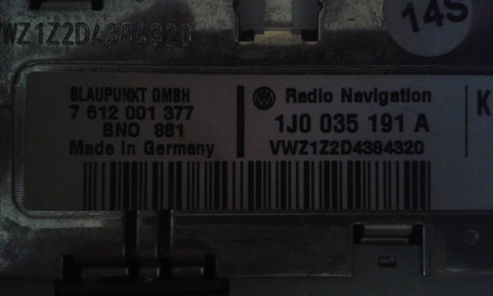 14S
VWZ1Z2D4384320
BLAUPUNKT GMBH
7 612 001 377
BNO 881
Made in Germany
Radio Navigation
1J0 035 191 A
VWZ1Z2D4384320
K